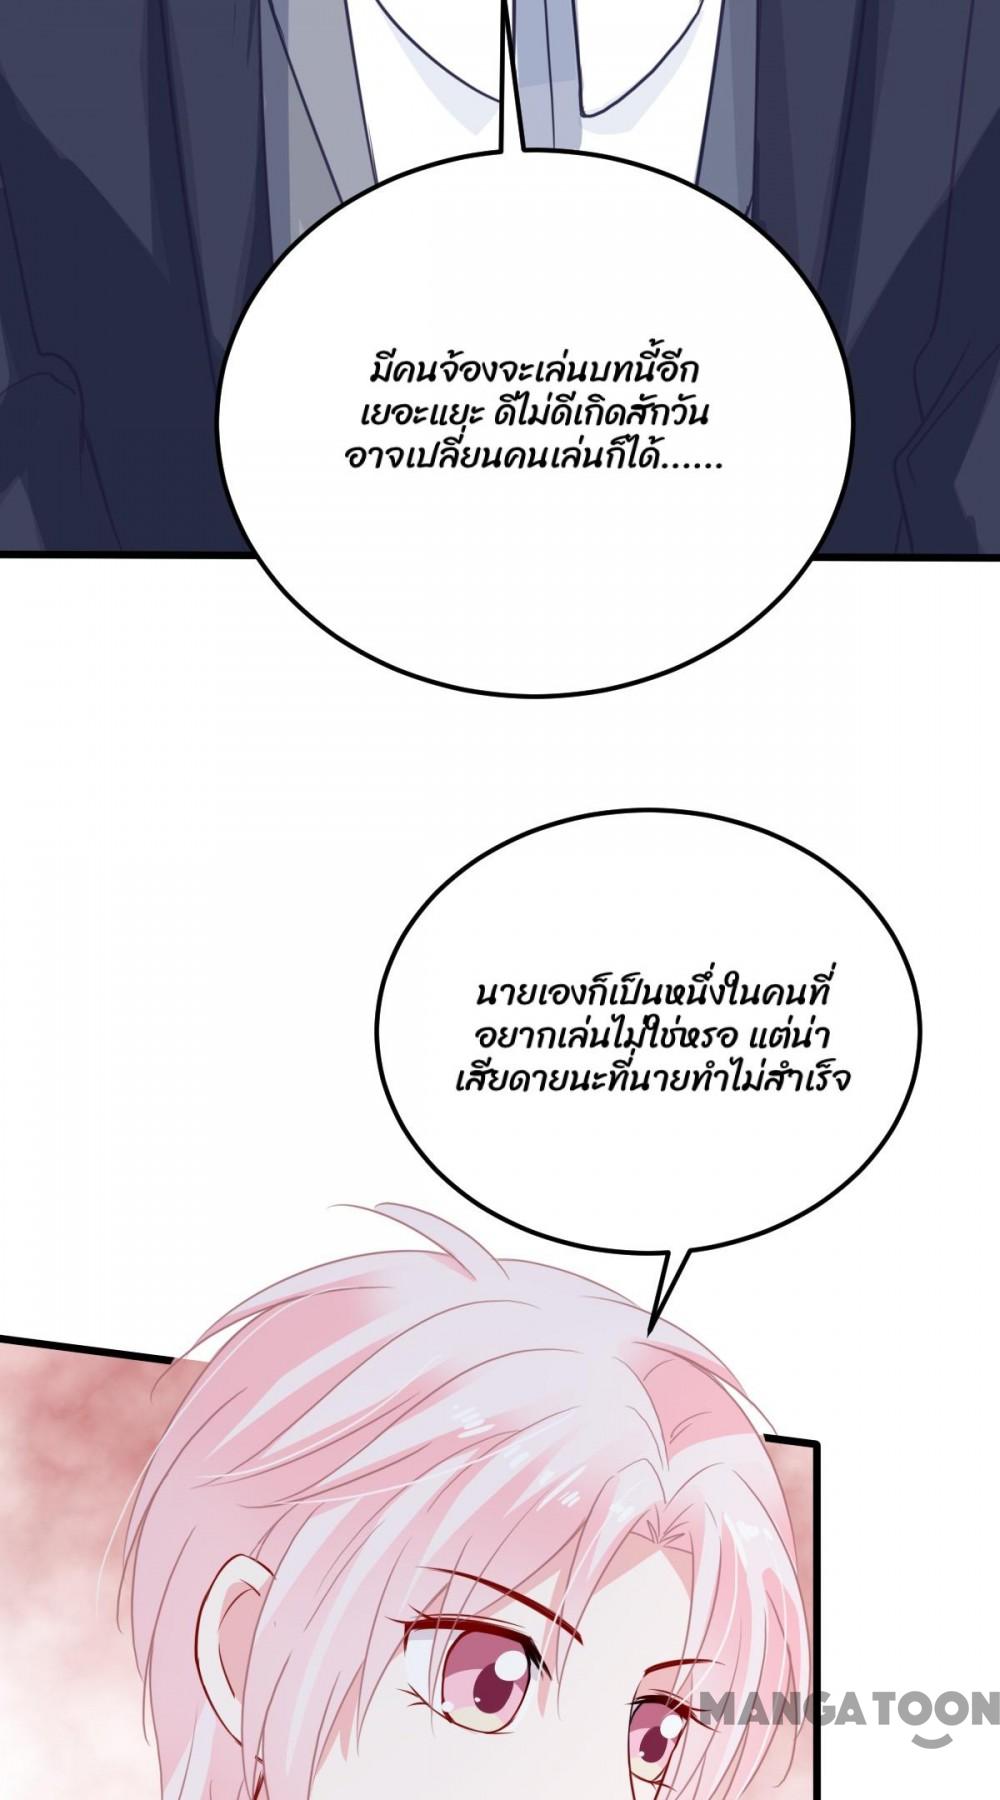 มีคนจ้องจะเล่นบทนี้อีก
เยอะแยะ ดีไม่ดีเกิดสักวัน
อาจเปลี่ยนคนเล่นก็ได้......
นายเองก็เป็นหนึ่งในคนที่
อยากเล่นไม่ใช่หรอ แต่น่า
เสียดายนะที่นายทำไม่สำเร็จ
MANGATOON